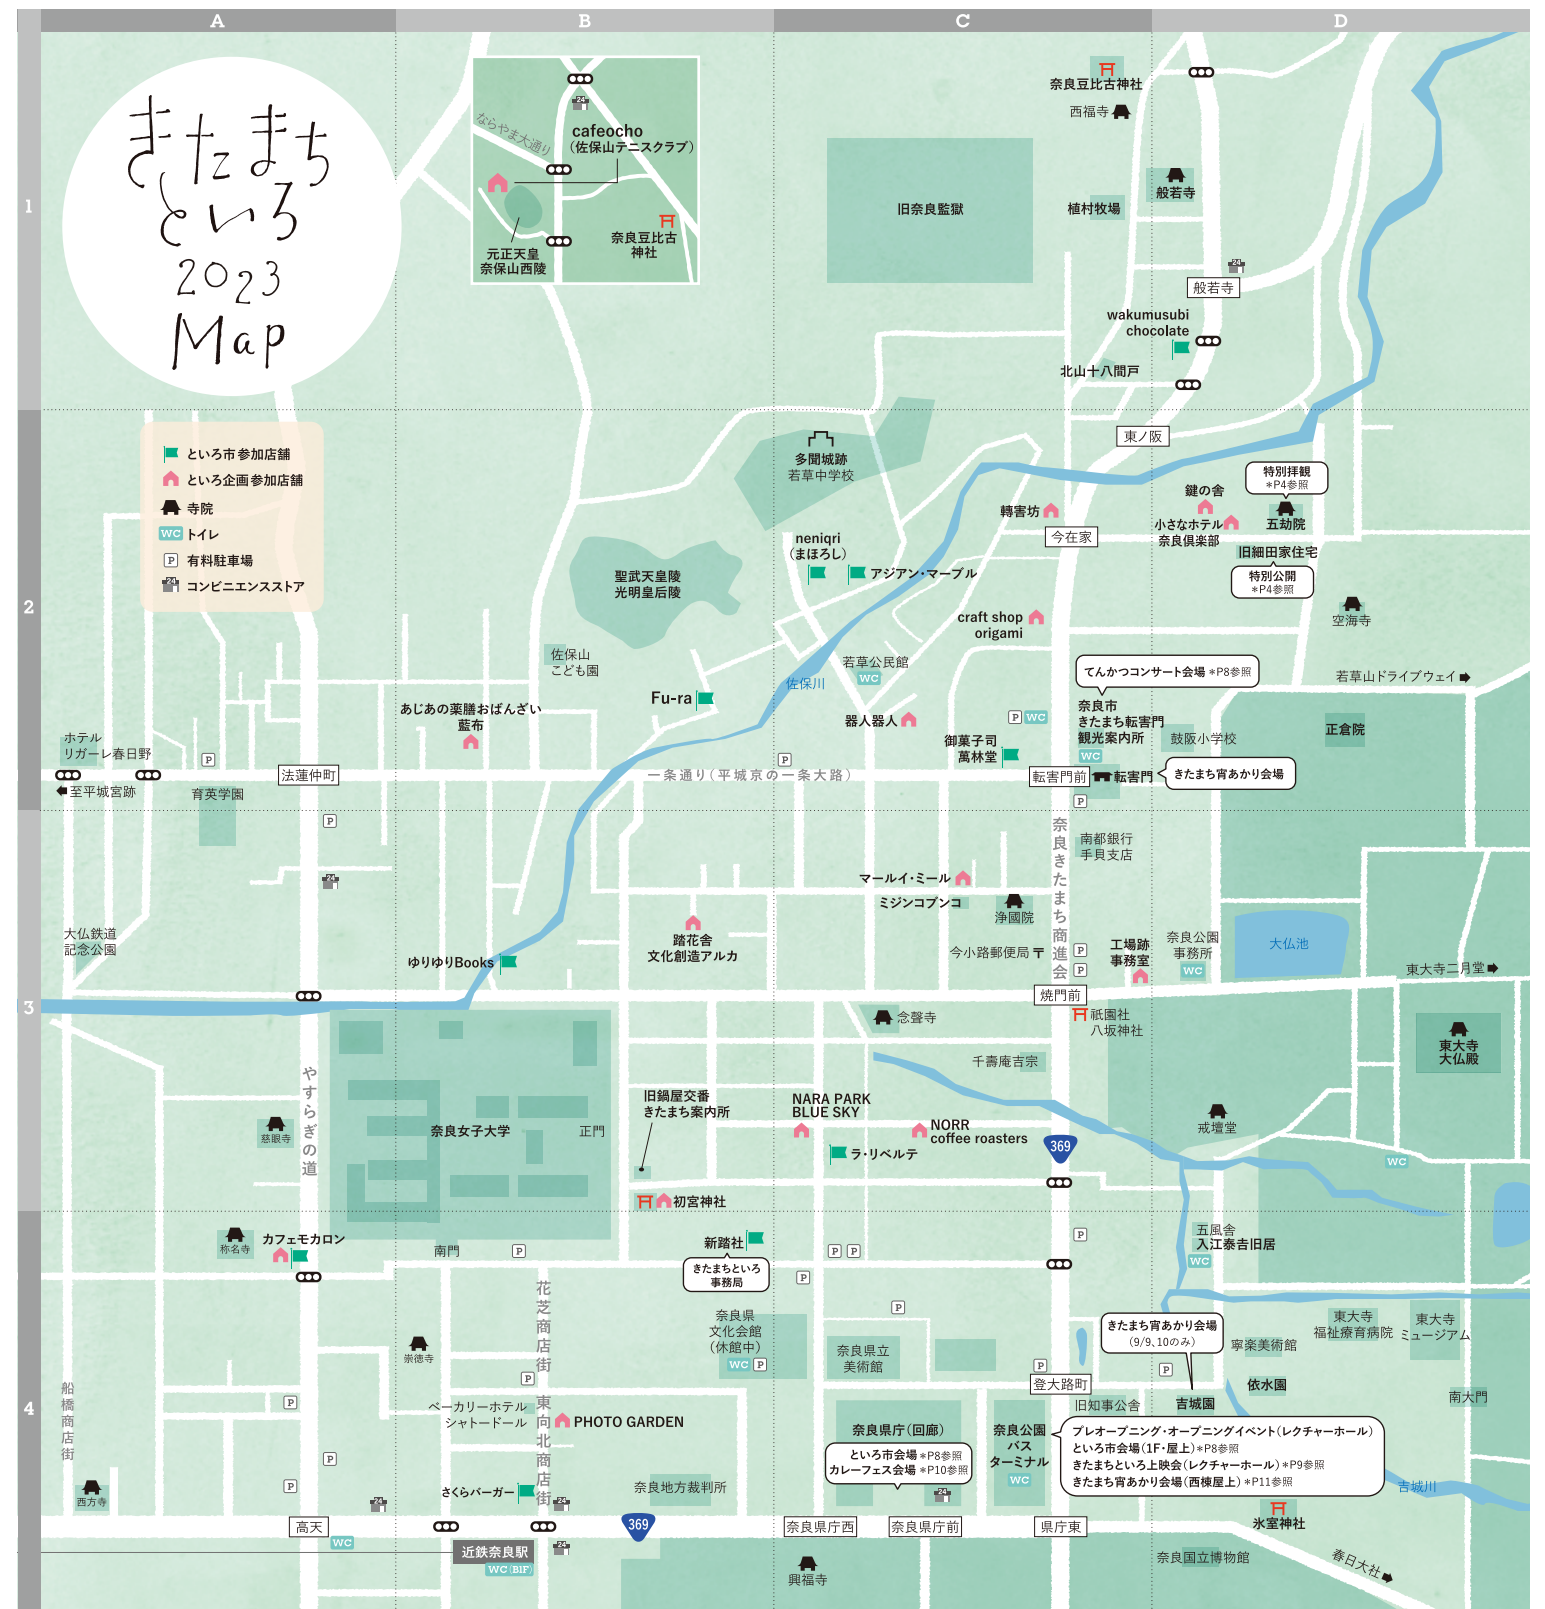 A
B
C
D
1
2
3
4
きたまち
といろ
2023
Map
といろ市参加店舗
といろ企画参加店舗
寺院
WC トイレ
P 有料駐車場
24 コンビニエンスストア
24
ならやま大通り
cafeocho
（佐保山テニスクラブ）
元正天皇
奈保山西陵
奈良豆比古
神社
奈良豆比古神社
西福寺
般若寺
植村牧場
旧奈良監獄
24
般若寺
wakumusubi
chocolate
北山十八間戸
東ノ阪
多聞城跡
若草中学校
特別拝観
＊P4参照
鍵の舎
五劫院
小さなホテル
奈良倶楽部
轉害坊
今在家
旧細田家住宅
特別公開
＊P4参照
neniqri
（まほろし）
アジアン・マーブル
聖武天皇陵
光明皇后陵
空海寺
craft shop
origami
佐保山
こども園
若草公民館
WC
佐保川
てんかつコンサート会場 ＊P8参照
若草山ドライブウェイ
Fu-ra
あじあの薬膳おばんざい
藍布
器人器人
P
WC
奈良市
きたまち転害門
観光案内所
WC
鼓阪小学校
正倉院
御菓子司
萬林堂
ホテル
リガーレ春日野
P
P
法蓮仲町
一条通り（平城京の一条大路）
転害門前
転害門
きたまち宵あかり会場
至平城宮跡
育英学園
P
P
24
奈良きたまち商進会
南都銀行
手貝支店
マールイ・ミール
ミジンコブンコ
浄國院
大仏鉄道
記念公園
踏花舎
文化創造アルカ
ゆりゆりBooks
今小路郵便局 〒
P
P
工場跡
事務室
奈良公園
事務所
WC
大仏池
東大寺二月堂
焼門前
念聲寺
祇園社
八坂神社
東大寺
大仏殿
千壽庵吉宗
やすらぎの道
慈眼寺
奈良女子大学
正門
旧鍋屋交番
きたまち案内所
NARA PARK
BLUE SKY
NORR
coffee roasters
ラ・リベルテ
369
戒壇堂
WC
初宮神社
称名寺
カフェモカロン
南門
P
新踏社
きたまちといろ
事務局
P
P
P
P
五風舎
入江泰𠮷旧居
WC
花芝商店街
P
奈良県
文化会館
（休館中）
WC
P
奈良県立
美術館
きたまち宵あかり会場
（9/9、10のみ）
東大寺
福祉療育病院
東大寺
ミュージアム
寧楽美術館
崇徳寺
P
P
P
登大路町
依水園
船橋商店街
P
ベーカリーホテル
シャトードール
東向北商店街
PHOTO GARDEN
旧知事公舎
吉城園
南大門
奈良県庁（回廊）
といろ市会場 ＊P8参照
カレーフェス会場 ＊P10参照
奈良公園
バス
ターミナル
WC
プレオープニング・オープニングイベント（レクチャーホール）
といろ市会場（1F・屋上）＊P8参照
きたまちといろ上映会（レクチャーホール）＊P9参照
きたまち宵あかり会場（西棟屋上）＊P11参照
P
P
西方寺
24
さくらバーガー
24
奈良地方裁判所
24
吉城川
高天
WC
369
奈良県庁西
奈良県庁前
県庁東
氷室神社
近鉄奈良駅
WC（B1F）
24
興福寺
奈良国立博物館
春日大社